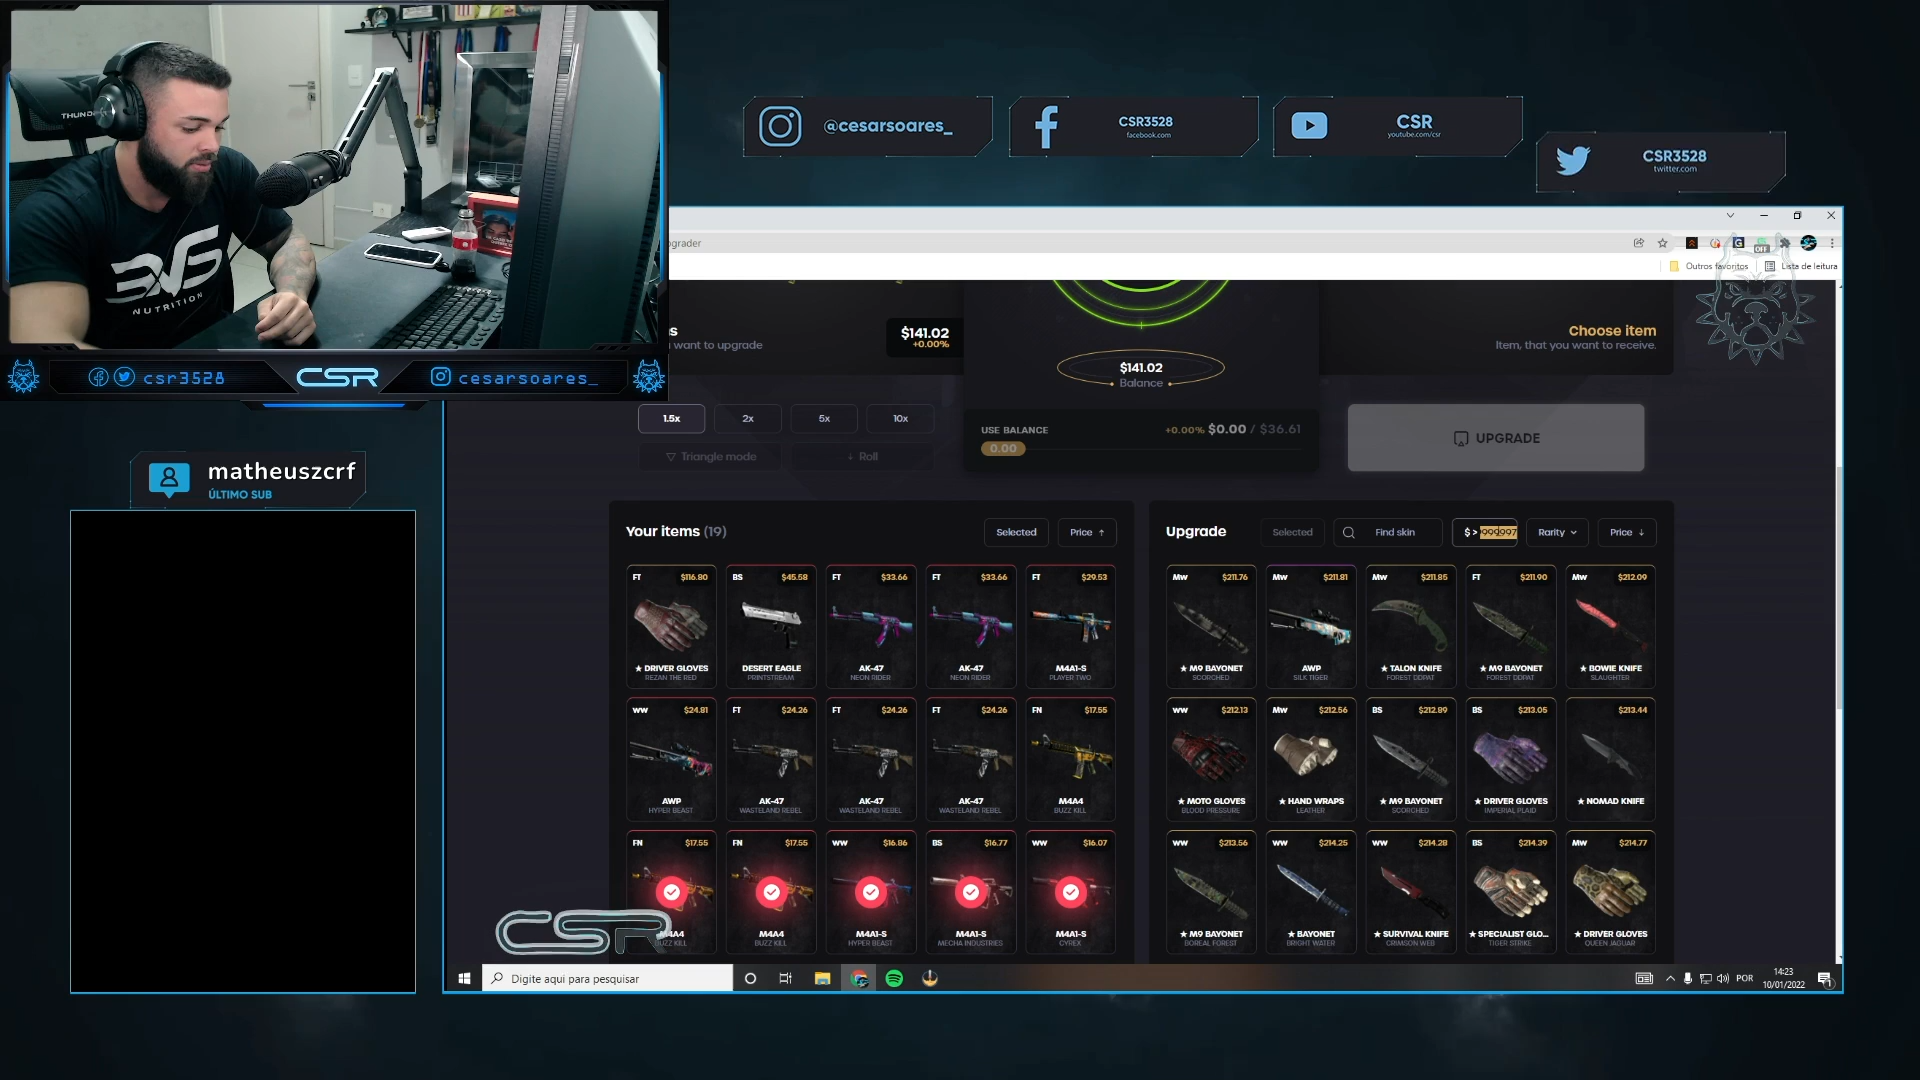 THUND
BVG
NUTRITION
csr3528
CSR
cesarsoares_
@cesarsoares_
CSR3528
facebook.com
CSR
youtube.com/csr
CSR3528
twitter.com
matheuszcrf
ÚLTIMO SUB
pgrader
OFF
Outros favoritos
Lista de leitura
s
want to upgrade
$141.02
+0.00%
$141.02
Balance
Choose item
Item, that you want to receive.
1.5x
2x
5x
10x
Triangle mode
Roll
USE BALANCE
+0.00% $0.00 / $36.61
0.00
UPGRADE
Your items (19)
Selected
Price ↑
Upgrade
Selected
Find skin
$ >
Rarity
Price ↓
FT $116.80
★ DRIVER GLOVES
REZAN THE RED
BS $45.58
DESERT EAGLE
PRINTSTREAM
FT $33.66
AK-47
NEON RIDER
FT $33.66
AK-47
NEON RIDER
FT $29.53
M4A1-S
PLAYER TWO
WW $24.81
AWP
HYPER BEAST
FT $24.26
AK-47
WASTELAND REBEL
FT $24.26
AK-47
WASTELAND REBEL
FT $24.26
AK-47
WASTELAND REBEL
FN $17.55
M4A4
BUZZ KILL
FN $17.55
M4A4
BUZZ KILL
FN $17.55
M4A4
BUZZ KILL
WW $16.86
M4A1-S
HYPER BEAST
BS $16.77
M4A1-S
MECHA INDUSTRIES
WW $16.07
M4A1-S
CYREX
MW $211.76
★ M9 BAYONET
SCORCHED
MW $211.81
AWP
SILK TIGER
MW $211.85
★ TALON KNIFE
FOREST DDPAT
FT $211.90
★ M9 BAYONET
FOREST DDPAT
MW $212.09
★ BOWIE KNIFE
SLAUGHTER
WW $212.13
★ MOTO GLOVES
BLOOD PRESSURE
MW $212.56
★ HAND WRAPS
LEATHER
BS $212.89
★ M9 BAYONET
SCORCHED
BS $213.05
★ DRIVER GLOVES
IMPERIAL PLAID
$213.44
★ NOMAD KNIFE
WW $213.56
★ M9 BAYONET
BOREAL FOREST
WW $214.25
★ BAYONET
BRIGHT WATER
WW $214.28
★ SURVIVAL KNIFE
CRIMSON WEB
BS $214.39
★ SPECIALIST GLO...
TIGER STRIKE
MW $214.77
★ DRIVER GLOVES
QUEEN JAGUAR
CSR
Digite aqui para pesquisar
POR
14:23
10/01/2022